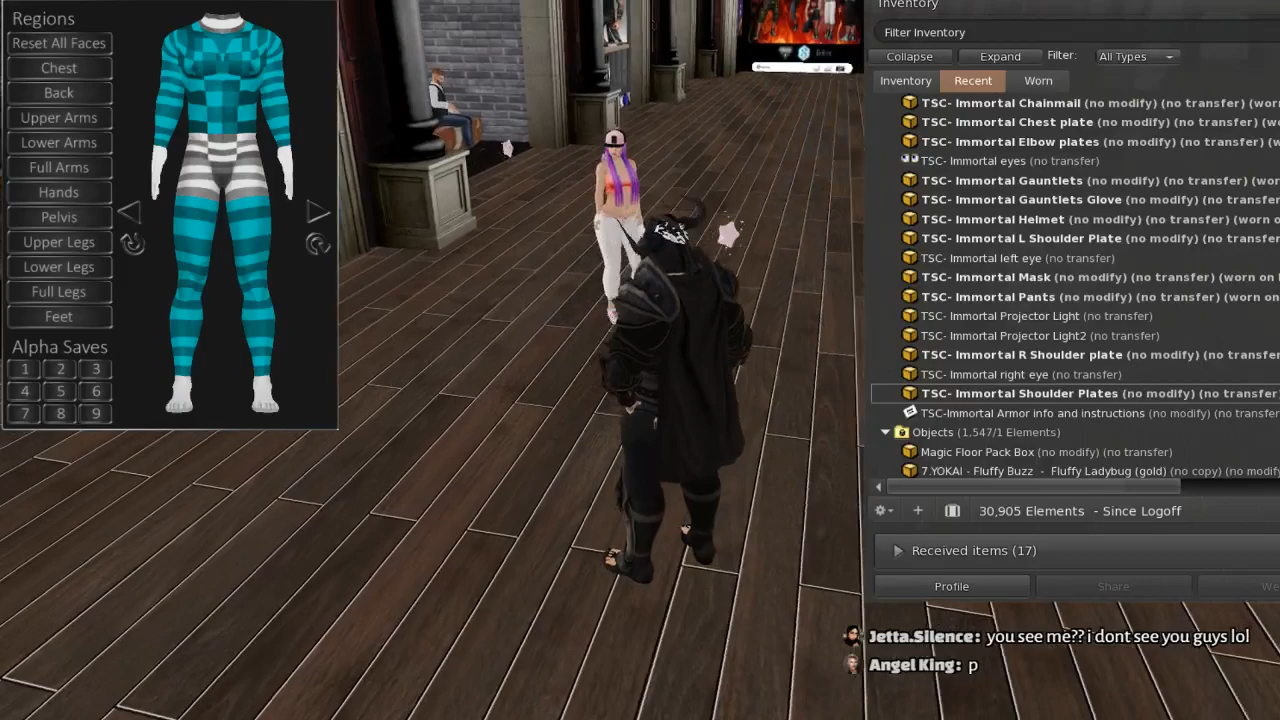 Regions
Reset All Faces
Chest
Back
Upper Arms
Lower Arms
Full Arms
Hands
Pelvis
Upper Legs
Lower Legs
Full Legs
Feet
Alpha Saves
1 2 3
4 5 6
7 8 9
Inventory
Filter Inventory
Collapse Expand Filter: All Types
Inventory Recent Worn
TSC- Immortal Chainmail (no modify) (no transfer) (wor
TSC- Immortal Chest plate (no modify) (no transfer) (wo
TSC- Immortal Elbow plates (no modify) (no transfer) (w
TSC- Immortal eyes (no transfer)
TSC- Immortal Gauntlets (no modify) (no transfer) (wor
TSC- Immortal Gauntlets Glove (no modify) (no transfer
TSC- Immortal Helmet (no modify) (no transfer) (worn o
TSC- Immortal L Shoulder Plate (no modify) (no transfe
TSC- Immortal left eye (no transfer)
TSC- Immortal Mask (no modify) (no transfer) (worn on
TSC- Immortal Pants (no modify) (no transfer) (worn on
TSC- Immortal Projector Light (no transfer)
TSC- Immortal Projector Light2 (no transfer)
TSC- Immortal R Shoulder plate (no modify) (no transfe
TSC- Immortal right eye (no transfer)
TSC- Immortal Shoulder Plates (no modify) (no transfer
TSC-Immortal Armor info and instructions (no modify) (no transfe
Objects (1,547/1 Elements)
Magic Floor Pack Box (no modify) (no transfer)
7.YOKAI - Fluffy Buzz - Fluffy Ladybug (gold) (no copy) (no modif
30,905 Elements - Since Logoff
Received items (17)
Profile Share We
Jetta.Silence: you see me?? i dont see you guys lol
Angel King: p